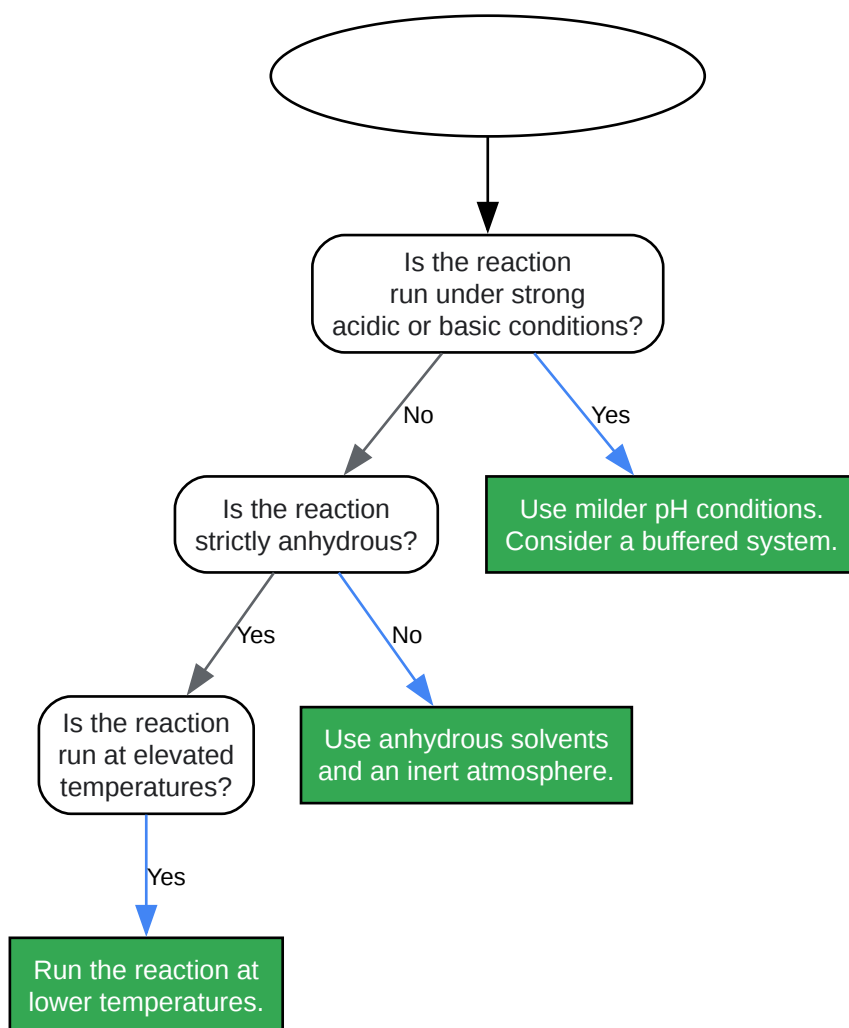 Is the reaction
run under strong
acidic or basic conditions?
No
Yes
Is the reaction
strictly anhydrous?
Use milder pH conditions.
Consider a buffered system.
Yes
No
Is the reaction
run at elevated
temperatures?
Use anhydrous solvents
and an inert atmosphere.
Yes
Run the reaction at
lower temperatures.